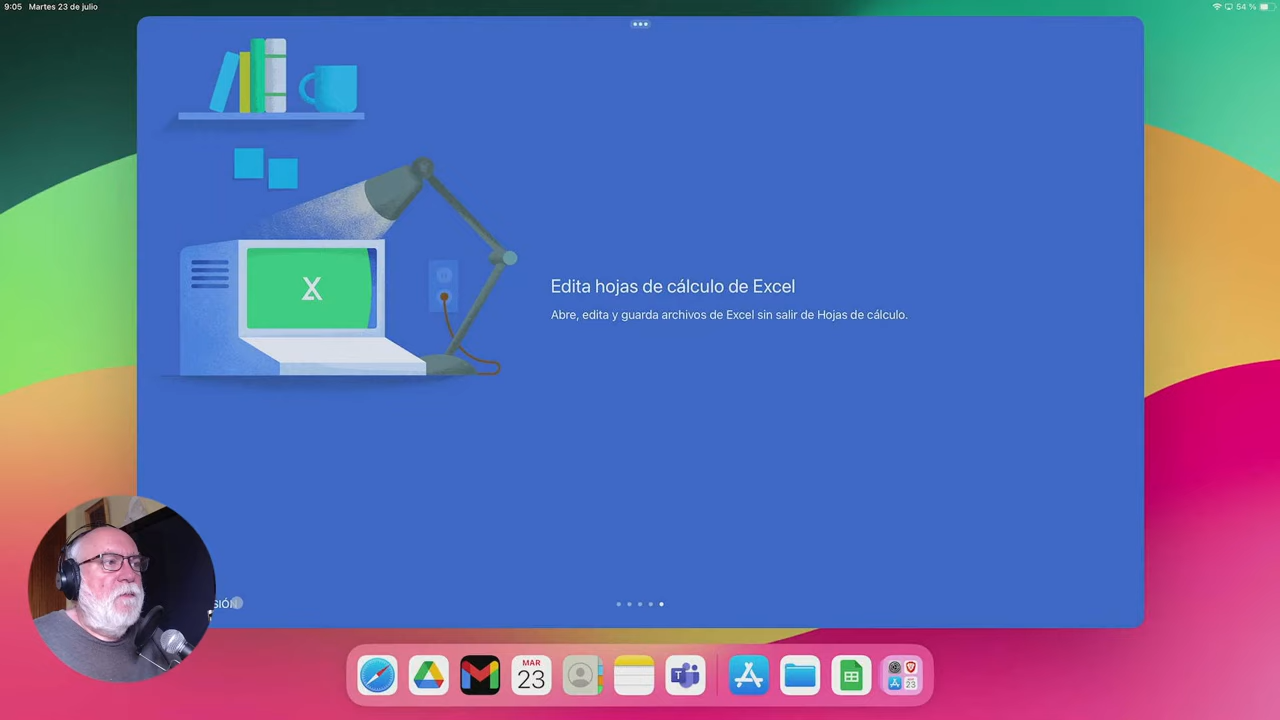 9:05 Martes 23 de julio
54 %
Edita hojas de cálculo de Excel
Abre, edita y guarda archivos de Excel sin salir de Hojas de cálculo.
MAR
23
23